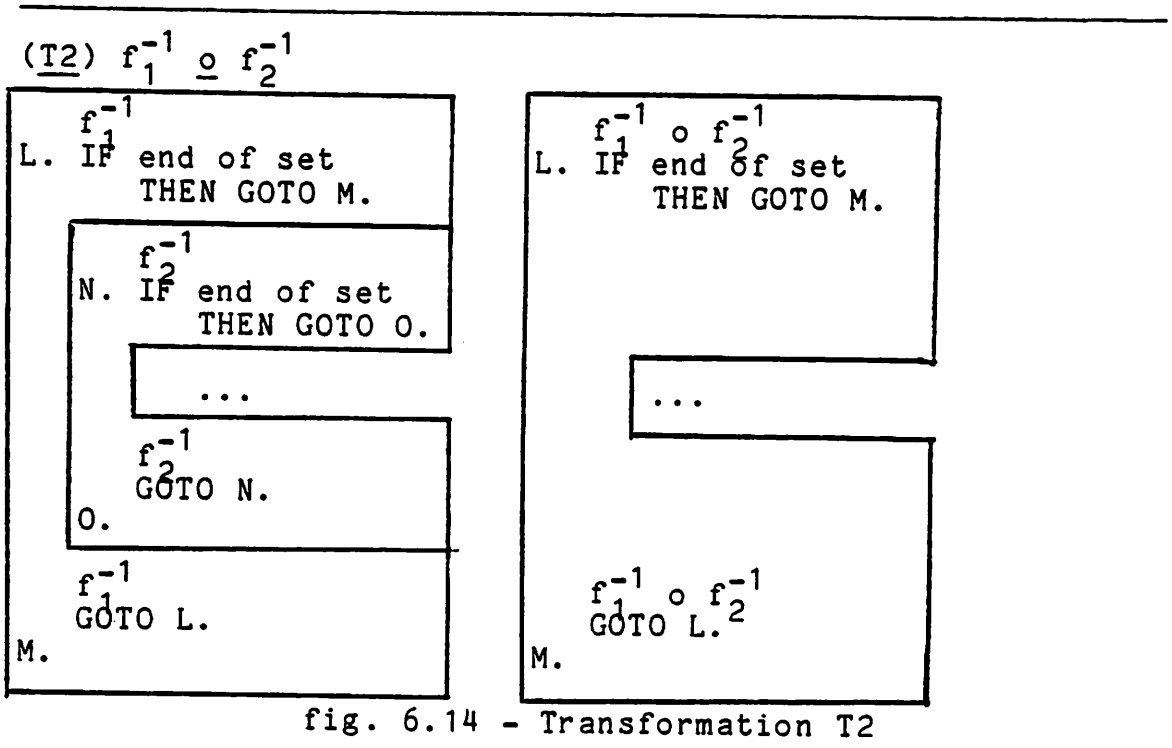 (T2) f₁⁻¹ o f₂⁻¹
f₁⁻¹
L. IF end of set
THEN GOTO M.
f₂⁻¹
N. IF end of set
THEN GOTO O.
...
f₂⁻¹
GOTO N.
O.
f₁⁻¹
GOTO L.
M.
f₁⁻¹ o f₂⁻¹
L. IF end of set
THEN GOTO M.
...
f₁⁻¹ o f₂⁻¹
GOTO L.
M.
fig. 6.14 - Transformation T2